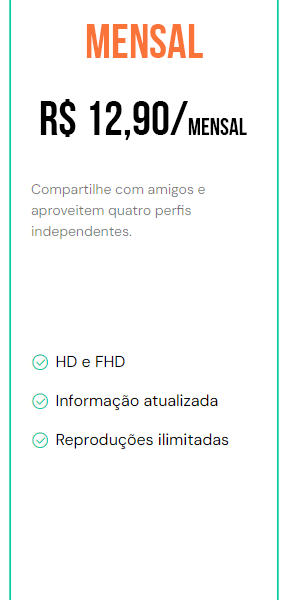 MENSAL
R$ 12,90/MENSAL
Compartilhe com amigos e
aproveitem quatro perfis
independentes.
HD e FHD
Informação atualizada
Reproduções ilimitadas